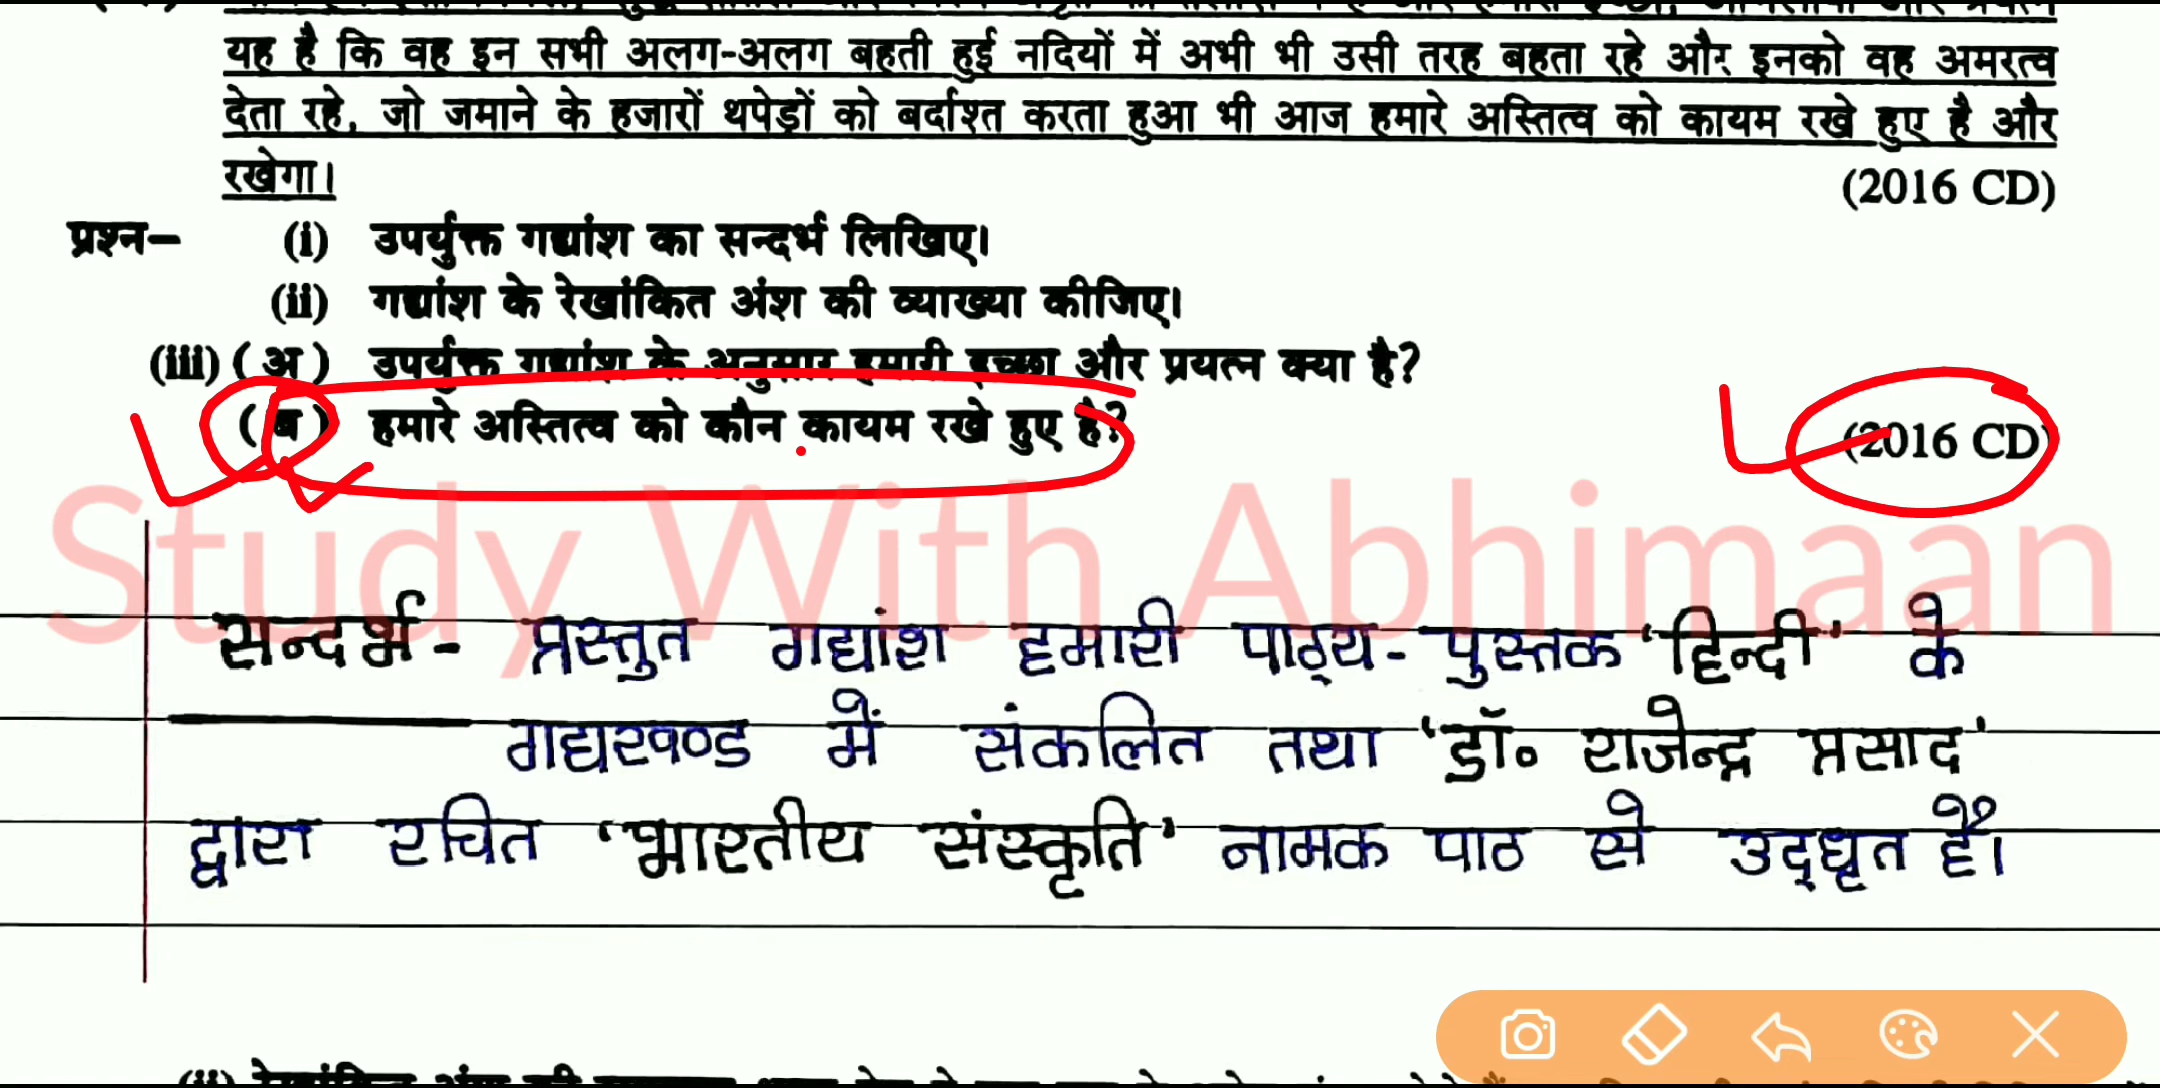 यह है कि वह इन सभी अलग-अलग बहती हुई नदियों में अभी भी उसी तरह बहता रहे और इनको वह अमरत्व
देता रहे, जो जमाने के हजारों थपेड़ों को बर्दाश्त करता हुआ भी आज हमारे अस्तित्व को कायम रखे हुए है और
रखेगा।
(2016 CD)
प्रश्न– (i) उपर्युक्त गद्यांश का सन्दर्भ लिखिए।
(ii) गद्यांश के रेखांकित अंश की व्याख्या कीजिए।
(iii) (अ) उपर्युक्त गद्यांश के अनुसार हमारी इच्छा और प्रयत्न क्या है?
(ब) हमारे अस्तित्व को कौन कायम रखे हुए है?
(2016 CD)
Study With Abhimaan
सन्दर्भ- प्रस्तुत गद्यांश हमारी पाठ्य-पुस्तक 'हिन्दी' के
गद्यखण्ड में संकलित तथा 'डॉ० राजेन्द्र प्रसाद'
द्वारा रचित 'भारतीय संस्कृति' नामक पाठ से उद्धृत है।
(ii) रेखांकित अंश की